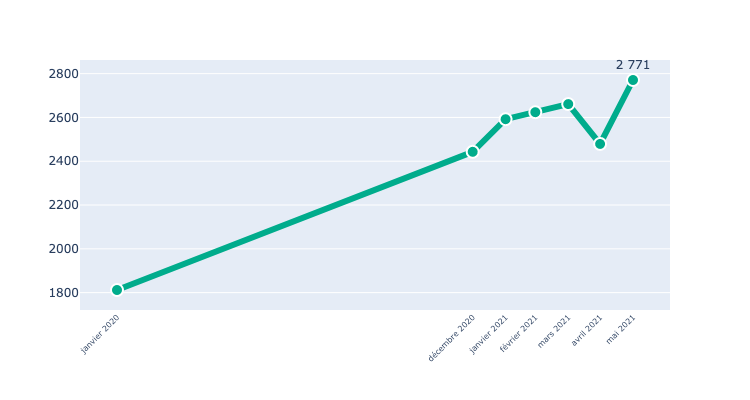 2 771
2800
2600
2400
2200
2000
1800
janvier 2020
décembre 2020
janvier 2021
février 2021
mars 2021
avril 2021
mai 2021